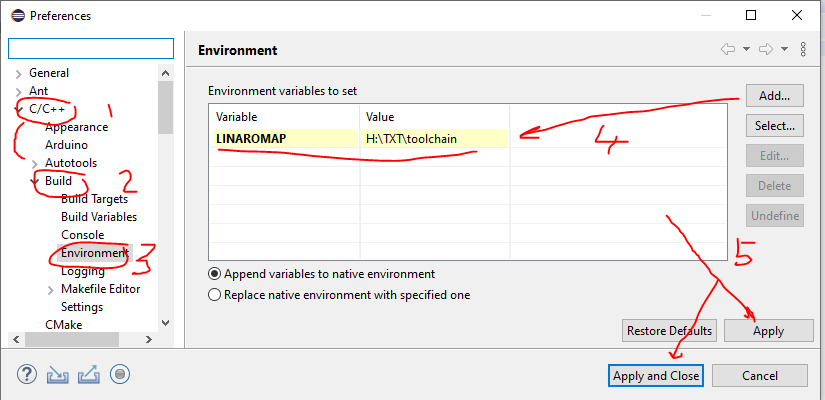 Preferences
General
Ant
C/C++
1
Appearance
Arduino
Autotools
Build
2
Build Targets
Build Variables
Console
Environment
3
Logging
Makefile Editor
Settings
CMake
Environment
Environment variables to set
Variable Value
LINAROMAP H:\TXT\toolchain
4
Add...
Select...
Edit...
Delete
Undefine
5
Append variables to native environment
Replace native environment with specified one
Restore Defaults Apply
? Apply and Close Cancel